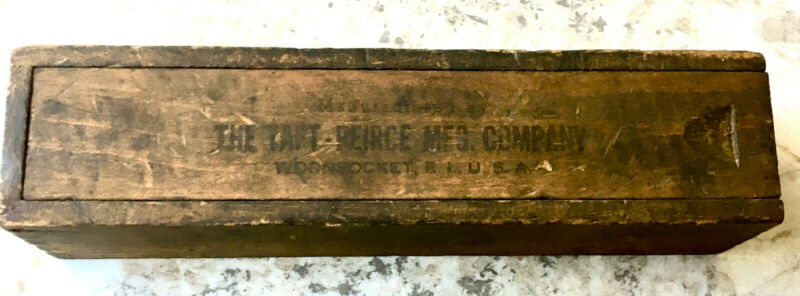 THE TAFT-PEIRCE MFG. COMPANY
WOONSOCKET, R.I., U.S.A.